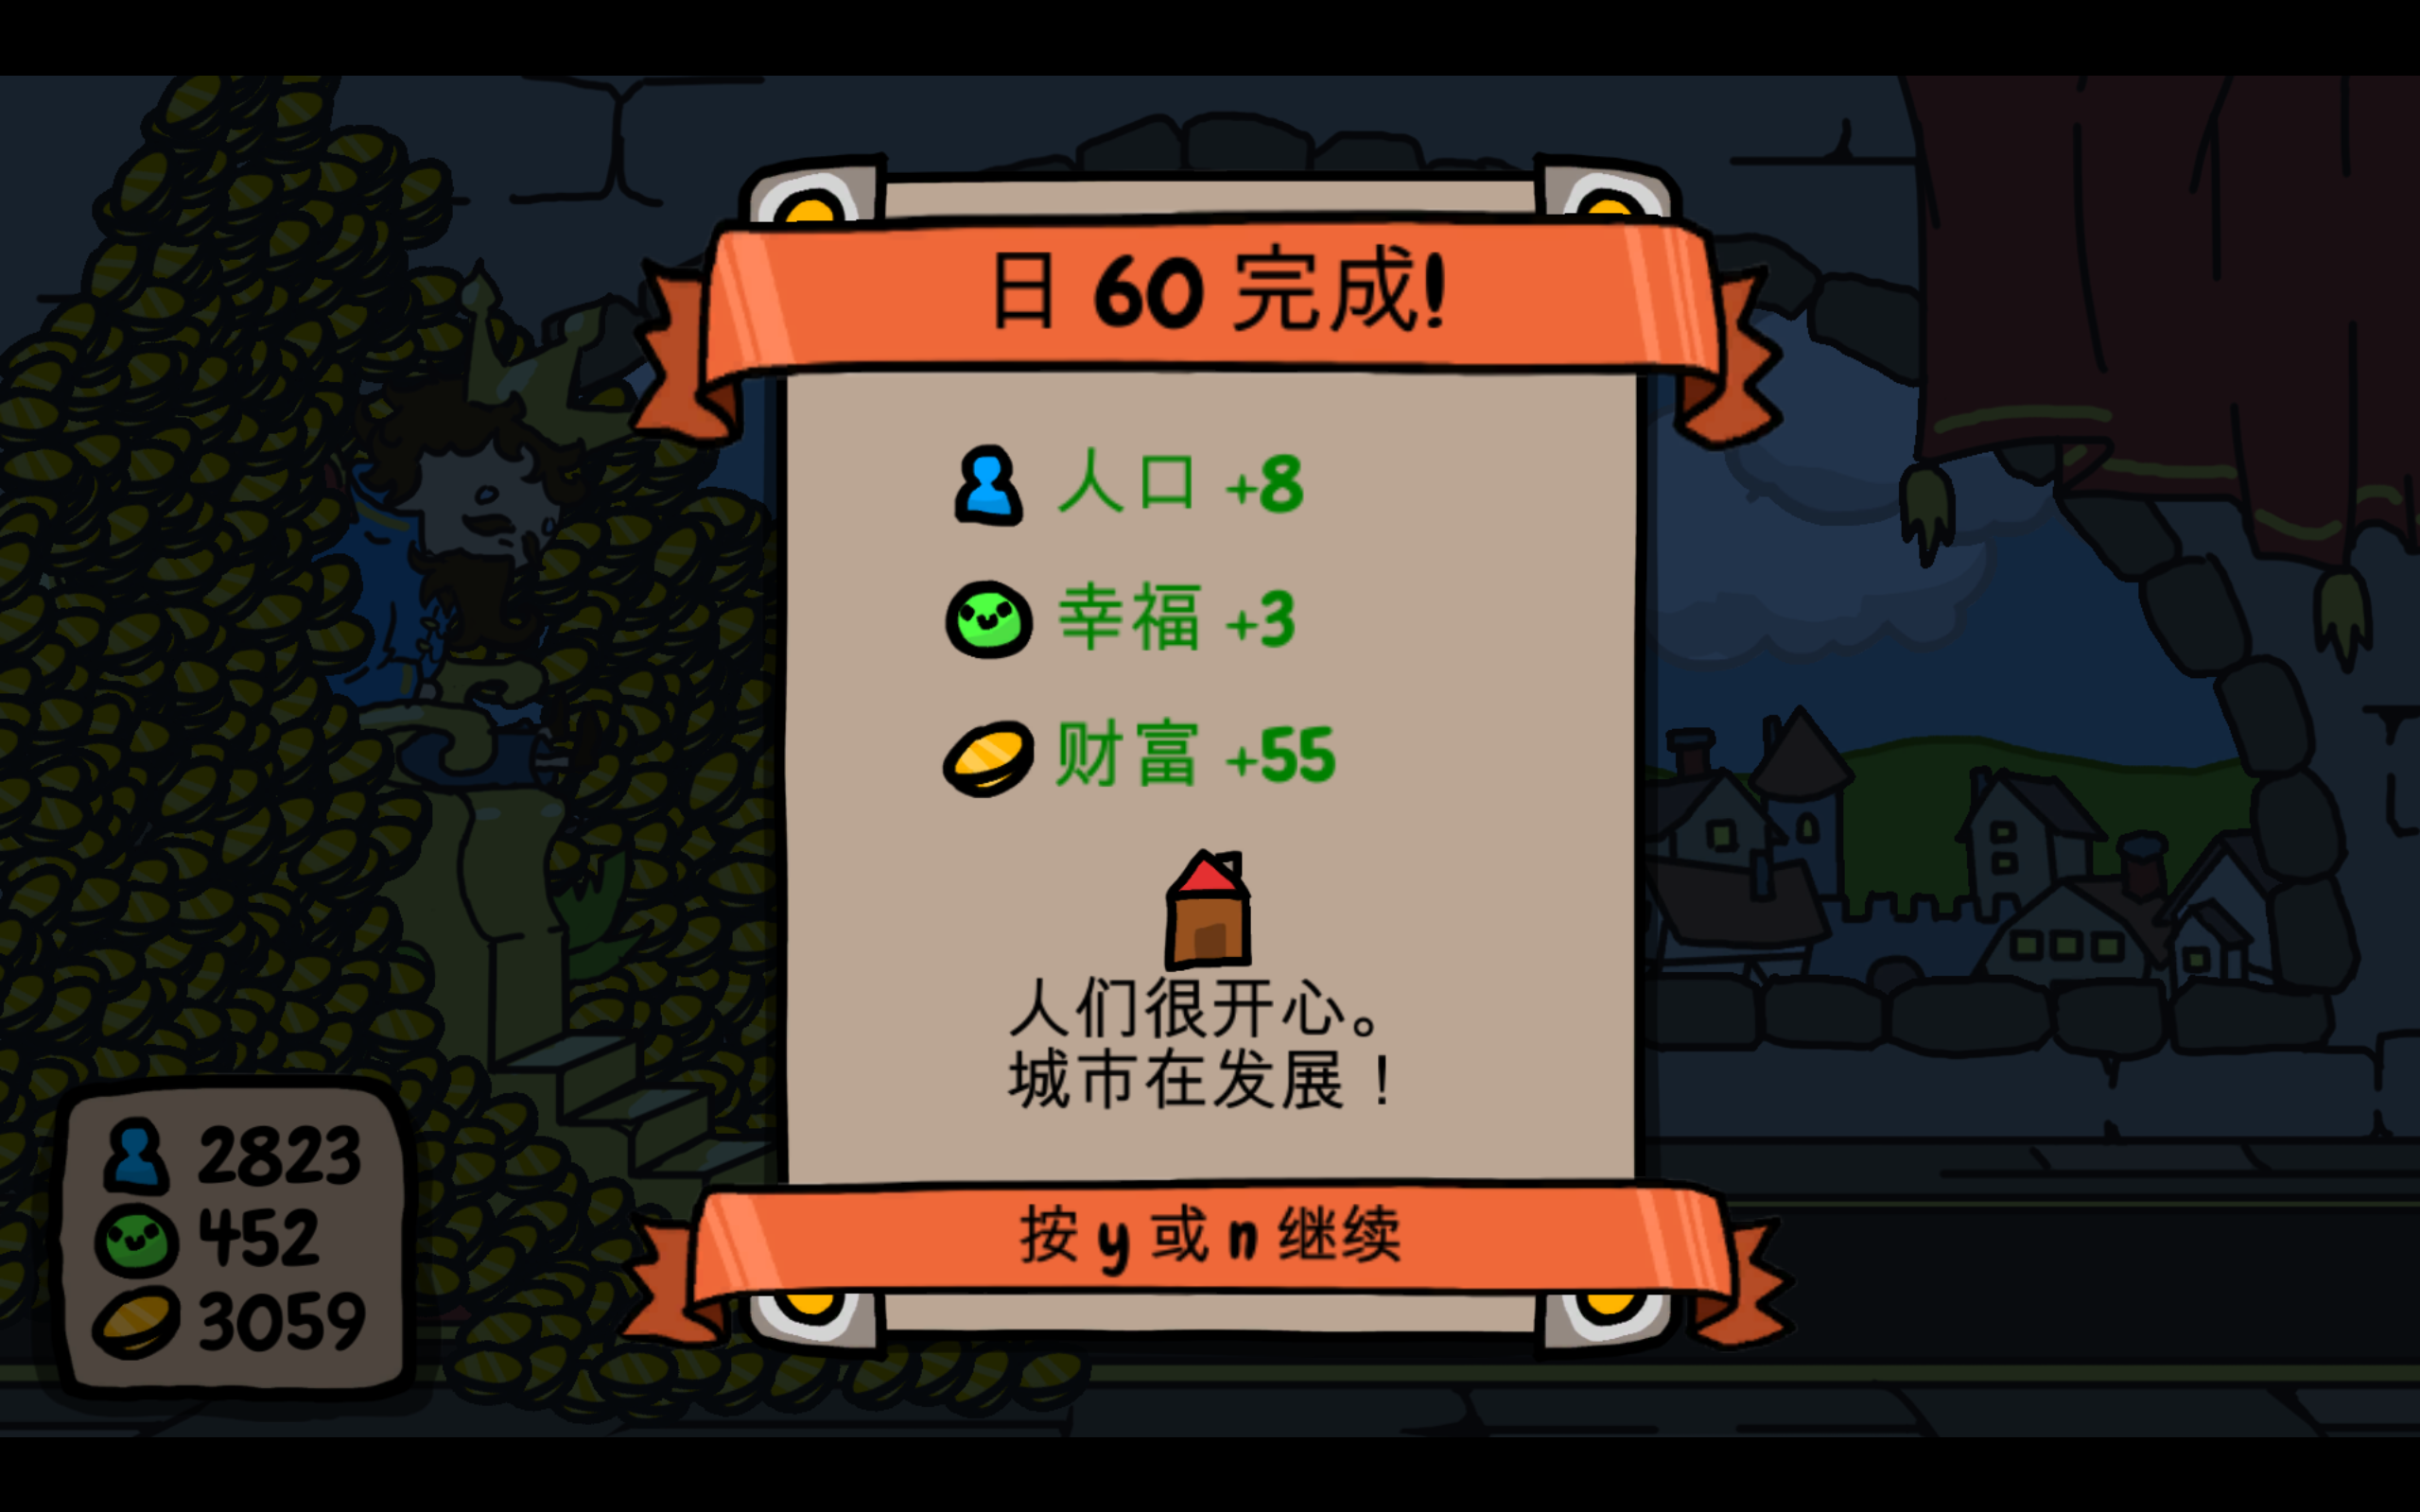 日 60 完成!
人口 +8
幸福 +3
财富 +55
人们很开心。
城市在发展！
按 y 或 n 继续
2823
452
3059